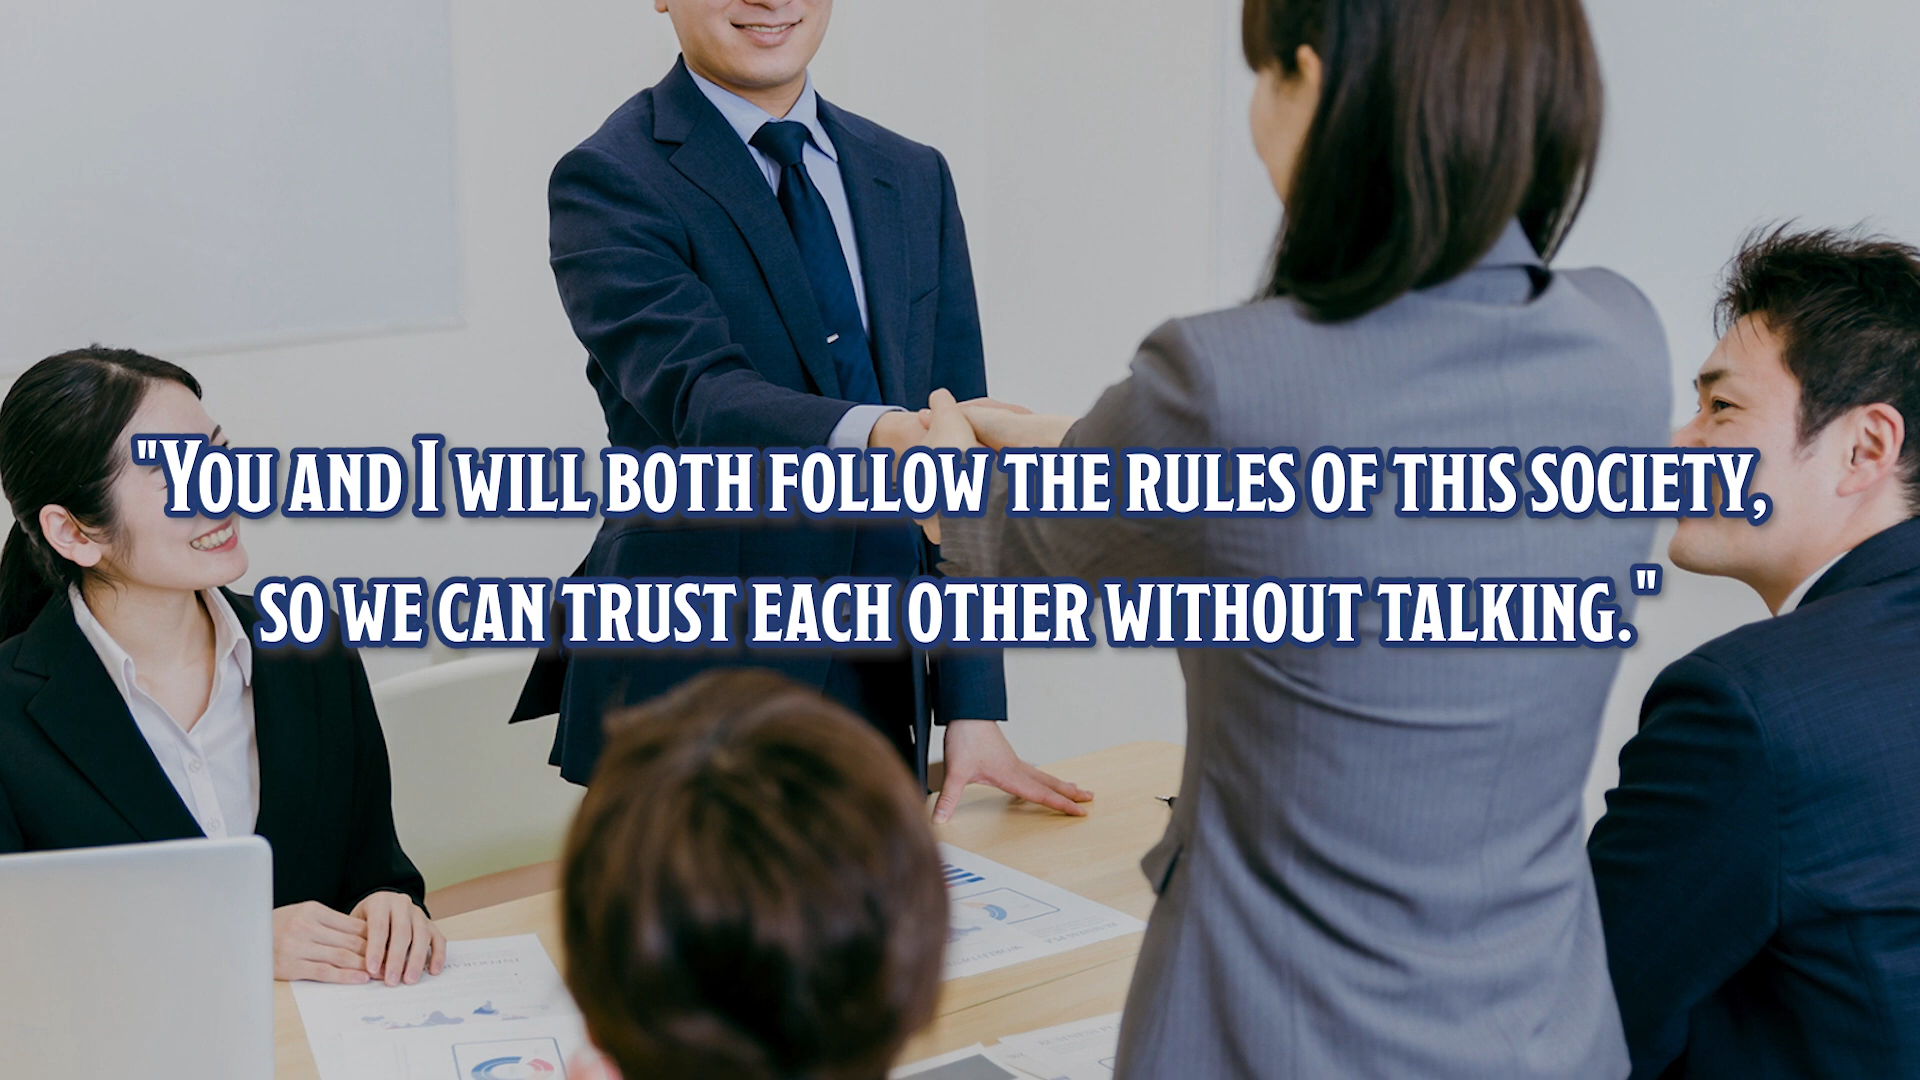 "You and I will both follow the rules of this society,
so we can trust each other without talking."